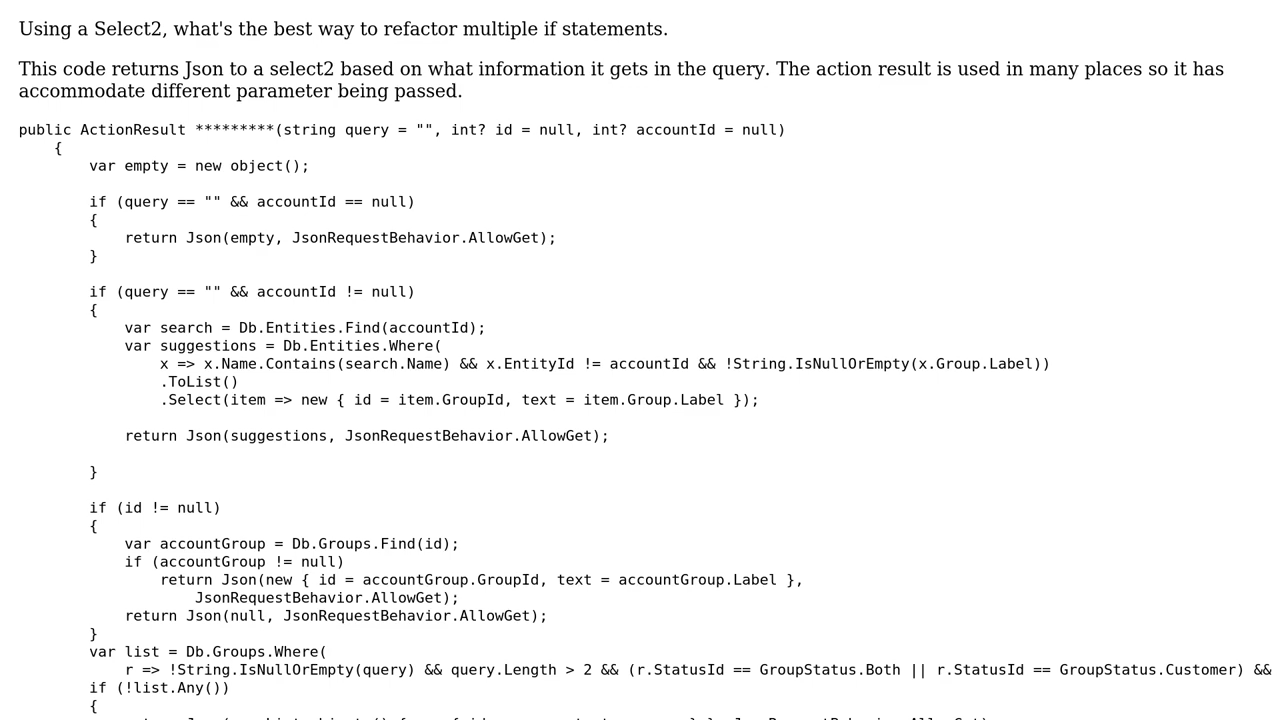 Using a Select2, what's the best way to refactor multiple if statements.
This code returns Json to a select2 based on what information it gets in the query. The action result is used in many places so it has
accommodate different parameter being passed.
public ActionResult *********(string query = "", int? id = null, int? accountId = null)
{
var empty = new object();
if (query == "" && accountId == null)
{
return Json(empty, JsonRequestBehavior.AllowGet);
}
if (query == "" && accountId != null)
{
var search = Db.Entities.Find(accountId);
var suggestions = Db.Entities.Where(
x => x.Name.Contains(search.Name) && x.EntityId != accountId && !String.IsNullOrEmpty(x.Group.Label))
.ToList()
.Select(item => new { id = item.GroupId, text = item.Group.Label });
return Json(suggestions, JsonRequestBehavior.AllowGet);
}
if (id != null)
{
var accountGroup = Db.Groups.Find(id);
if (accountGroup != null)
return Json(new { id = accountGroup.GroupId, text = accountGroup.Label },
JsonRequestBehavior.AllowGet);
return Json(null, JsonRequestBehavior.AllowGet);
}
var list = Db.Groups.Where(
r => !String.IsNullOrEmpty(query) && query.Length > 2 && (r.StatusId == GroupStatus.Both || r.StatusId == GroupStatus.Customer) &&
if (!list.Any())
{